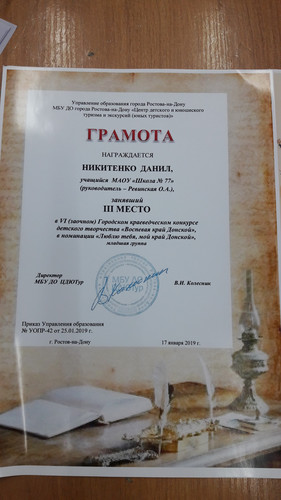 Управление образования города Ростова-на-Дону
МБУ ДО города Ростова-на-Дону «Центр детского и юношеского
туризма и экскурсий (юных туристов)»
ГРАМОТА
НАГРАЖДАЕТСЯ
НИКИТЕНКО ДАНИЛ,
учащийся МАОУ «Школа № 77»
(руководитель – Ревинская О.А.),
занявший
III МЕСТО
в VI (заочном) Городском краеведческом конкурсе
детского творчества «Воспевая край Донской»,
в номинации «Люблю тебя, мой край Донской»,
младшая группа
Директор
МБУ ДО ЦДЮТур
В.И. Колесник
МБУ ДО
Приказ Управления образования
№ УОПР-42 от 25.01.2019 г.
г. Ростов-на-Дону
17 января 2019 г.